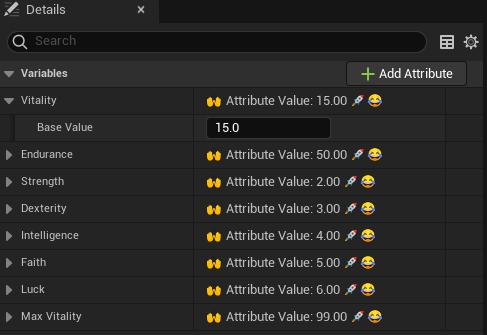 Details
Search
Variables
Add Attribute
Vitality
🙌 Attribute Value: 15.00 🚀 😂
Base Value
15.0
Endurance
🙌 Attribute Value: 50.00 🚀 😂
Strength
🙌 Attribute Value: 2.00 🚀 😂
Dexterity
🙌 Attribute Value: 3.00 🚀 😂
Intelligence
🙌 Attribute Value: 4.00 🚀 😂
Faith
🙌 Attribute Value: 5.00 🚀 😂
Luck
🙌 Attribute Value: 6.00 🚀 😂
Max Vitality
🙌 Attribute Value: 99.00 🚀 😂